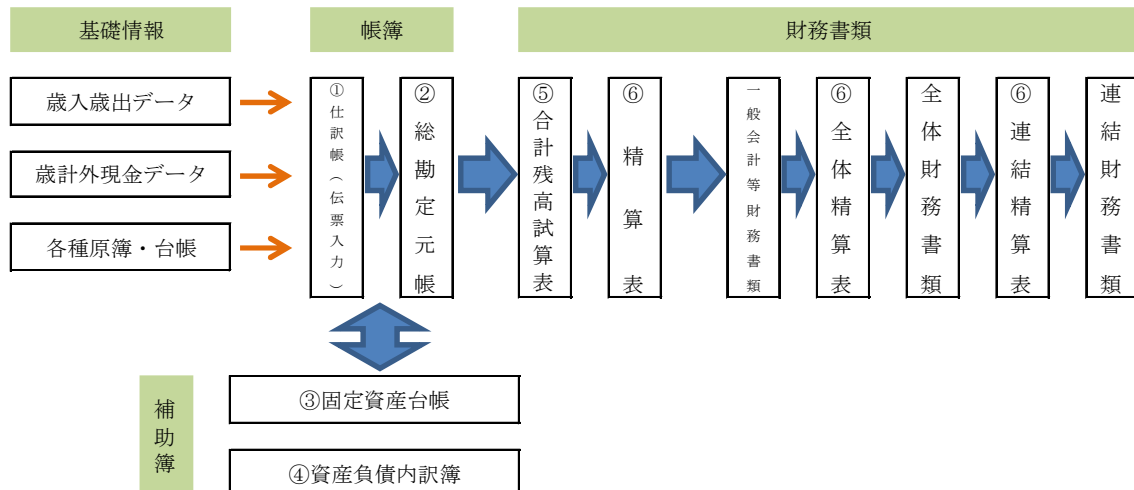 基礎情報
帳簿
財務書類
歳入歳出データ
歳計外現金データ
各種原簿・台帳
①仕訳帳（伝票入力）
②総勘定元帳
⑤合計残高試算表
⑥精算表
一般会計等財務書類
⑥全体精算表
全体財務書類
⑥連結精算表
連結財務書類
補助簿
③固定資産台帳
④資産負債内訳簿